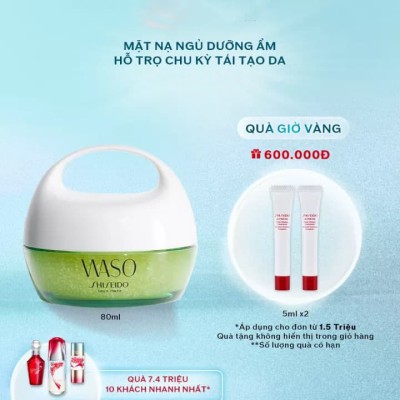 MẶT NẠ NGỦ DƯỠNG ẨM
HỖ TRỢ CHU KỲ TÁI TẠO DA
QUÀ GIỜ VÀNG
600.000Đ
WASO
SHISEIDO
SHISEIDO
SHISEIDO
80ml
5ml x2
*Áp dụng cho đơn từ 1.5 Triệu
Quà tặng không hiển thị trong giỏ hàng
**Số lượng quà có hạn
QUÀ 7.4 TRIỆU
10 KHÁCH NHANH NHẤT*